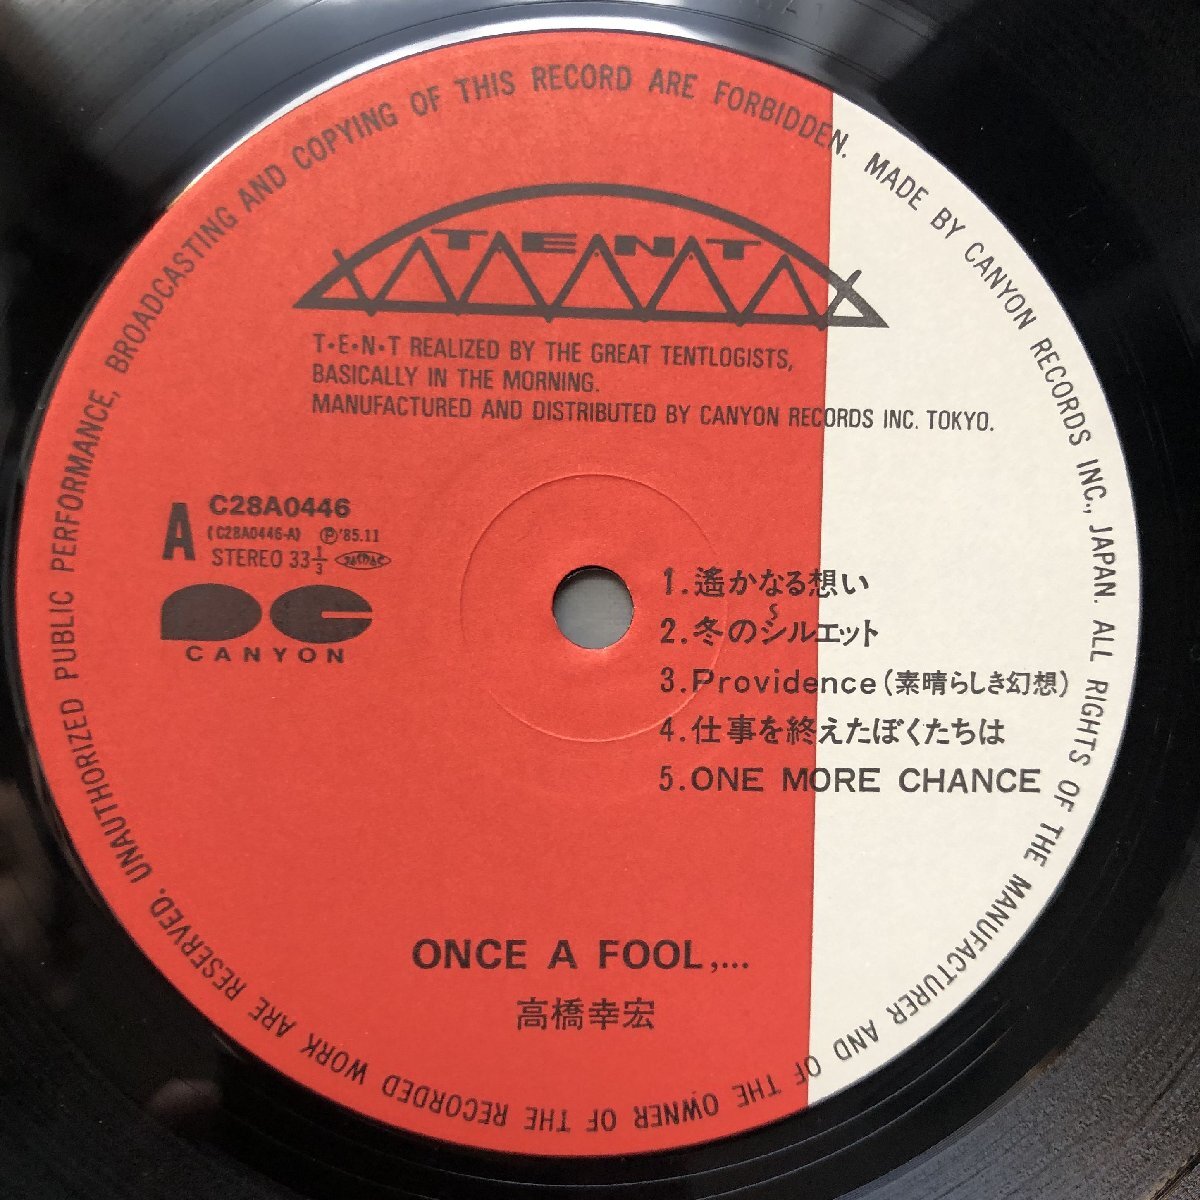 UNAUTHORIZED PUBLIC PERFORMANCE, BROADCASTING AND COPYING OF THIS RECORD ARE FORBIDDEN. MADE BY CANYON RECORDS INC., JAPAN. ALL RIGHTS OF THE MANUFACTURER AND OF THE OWNER OF THE RECORDED WORK ARE RESERVED.
TENT
T•E•N•T REALIZED BY THE GREAT TENTLOGISTS,
BASICALLY IN THE MORNING.
MANUFACTURED AND DISTRIBUTED BY CANYON RECORDS INC. TOKYO.
A
C28A0446
(C28A0446-A) Ⓟ'85.11
STEREO 33 1/3
CANYON
1.遙かなる想い
2.冬のシルエット
3.Providence(素晴らしき幻想)
4.仕事を終えたぼくたちは
5.ONE MORE CHANCE
ONCE A FOOL,...
高橋幸宏